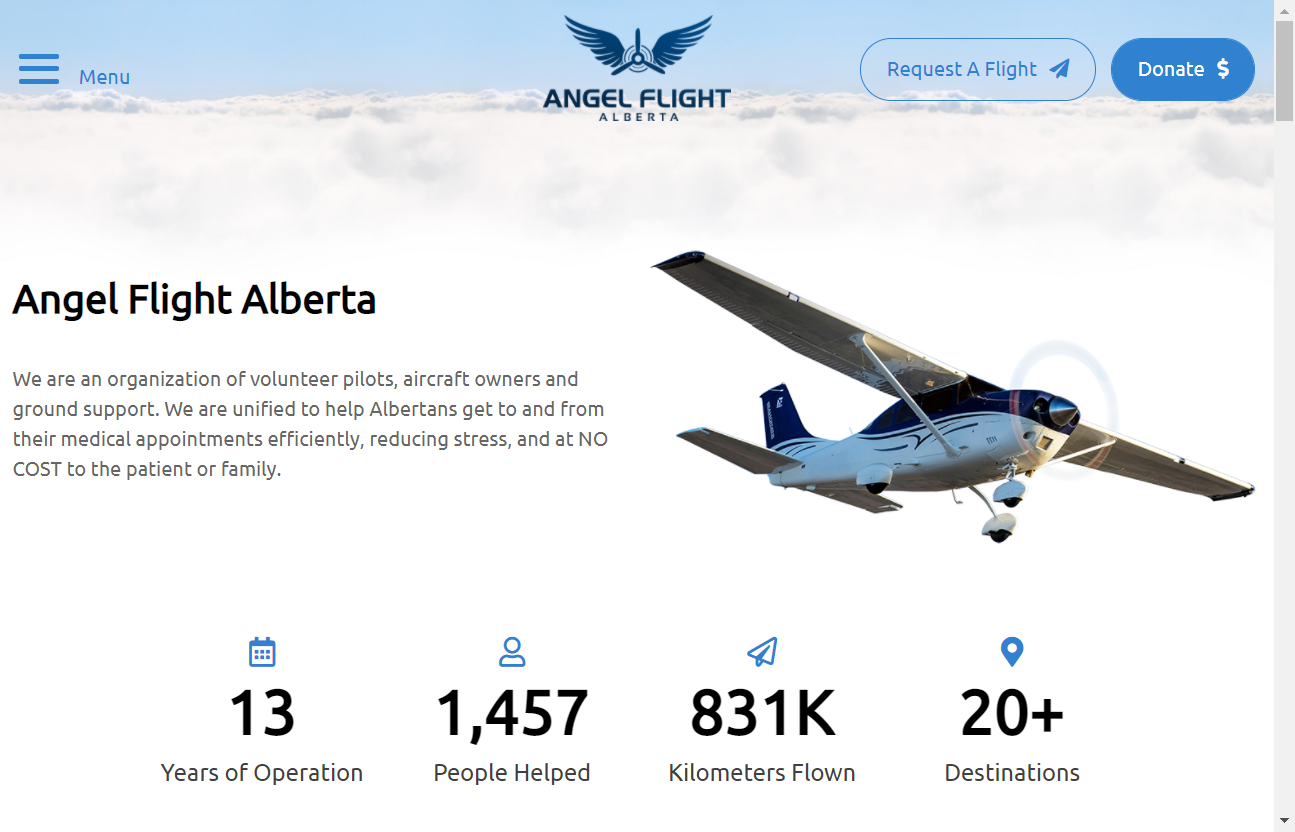 Menu
ANGEL FLIGHT
ALBERTA
Request A Flight
Donate $
Angel Flight Alberta
We are an organization of volunteer pilots, aircraft owners and
ground support. We are unified to help Albertans get to and from
their medical appointments efficiently, reducing stress, and at NO
COST to the patient or family.
13
Years of Operation
1,457
People Helped
831K
Kilometers Flown
20+
Destinations